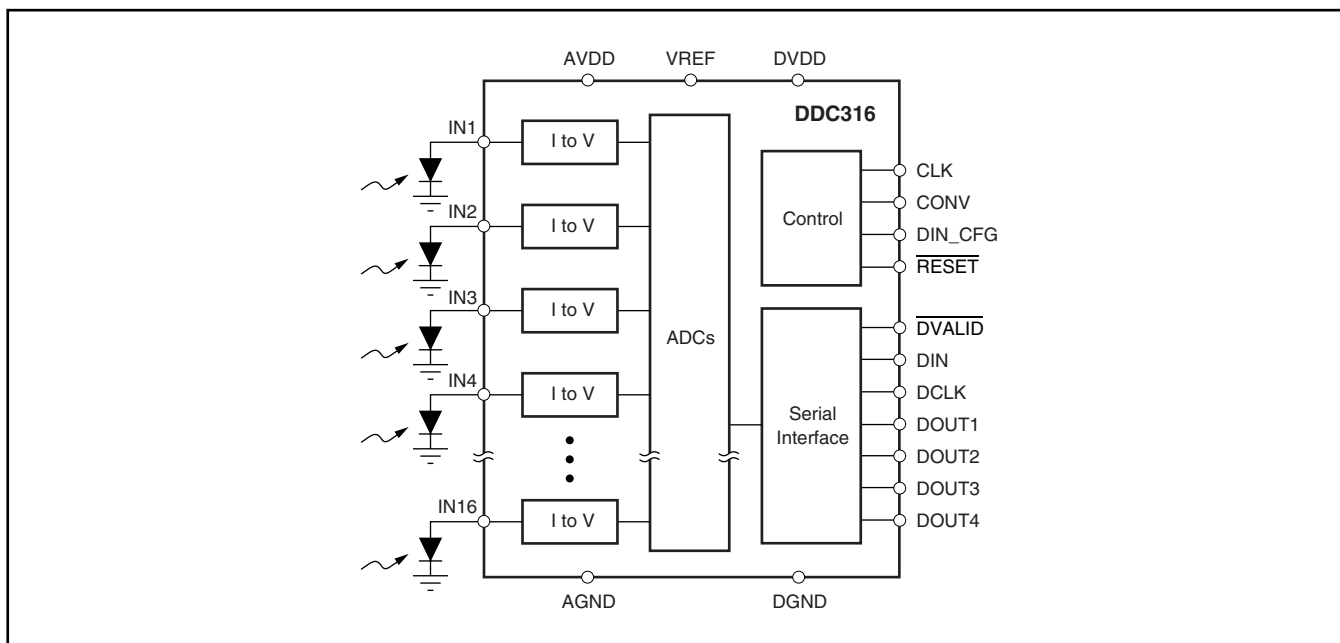 AVDD VREF DVDD
DDC316
IN1
I to V
IN2
I to V
IN3
I to V
IN4
I to V
IN16
I to V
ADCs
Control
CLK
CONV
DIN_CFG
RESET
Serial
Interface
DVALID
DIN
DCLK
DOUT1
DOUT2
DOUT3
DOUT4
AGND DGND